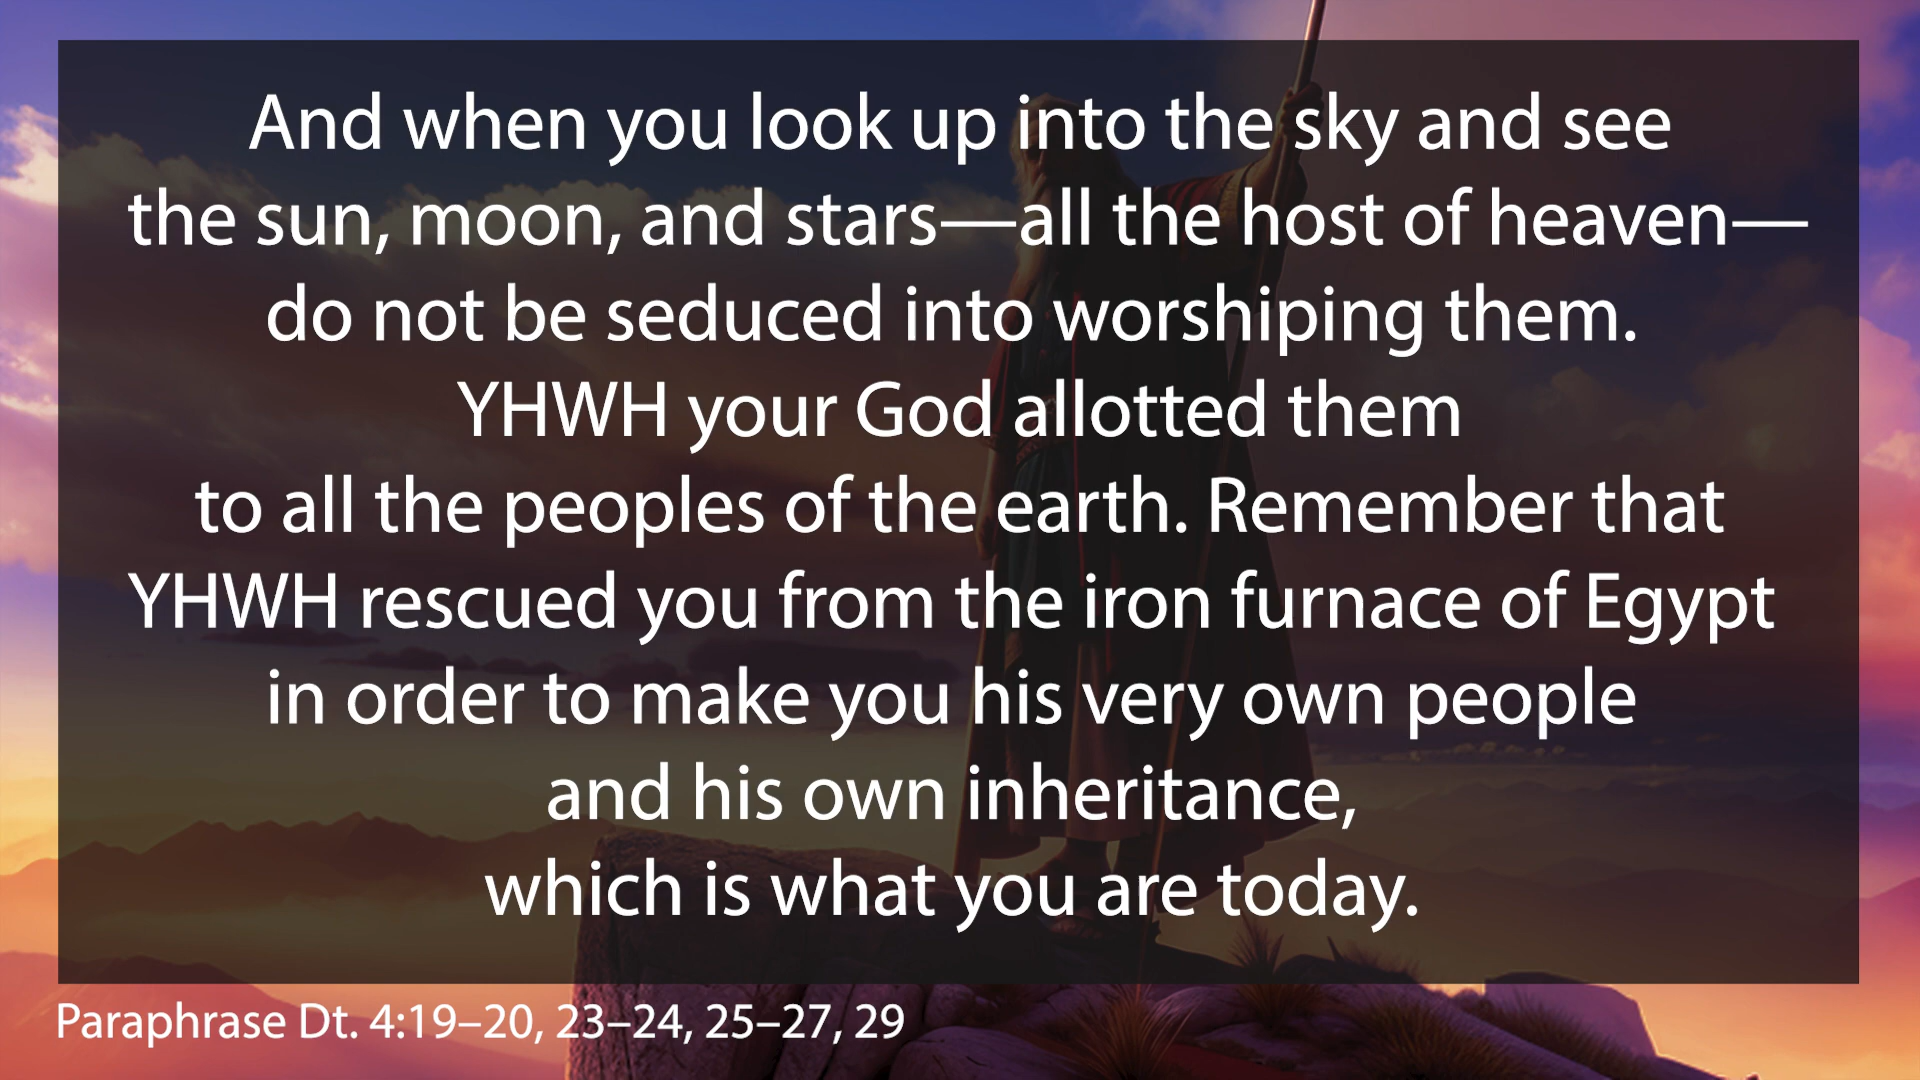 And when you look up into the sky and see
the sun, moon, and stars—all the host of heaven—
do not be seduced into worshiping them.
YHWH your God allotted them
to all the peoples of the earth. Remember that
YHWH rescued you from the iron furnace of Egypt
in order to make you his very own people
and his own inheritance,
which is what you are today.
Paraphrase Dt. 4:19–20, 23–24, 25–27, 29